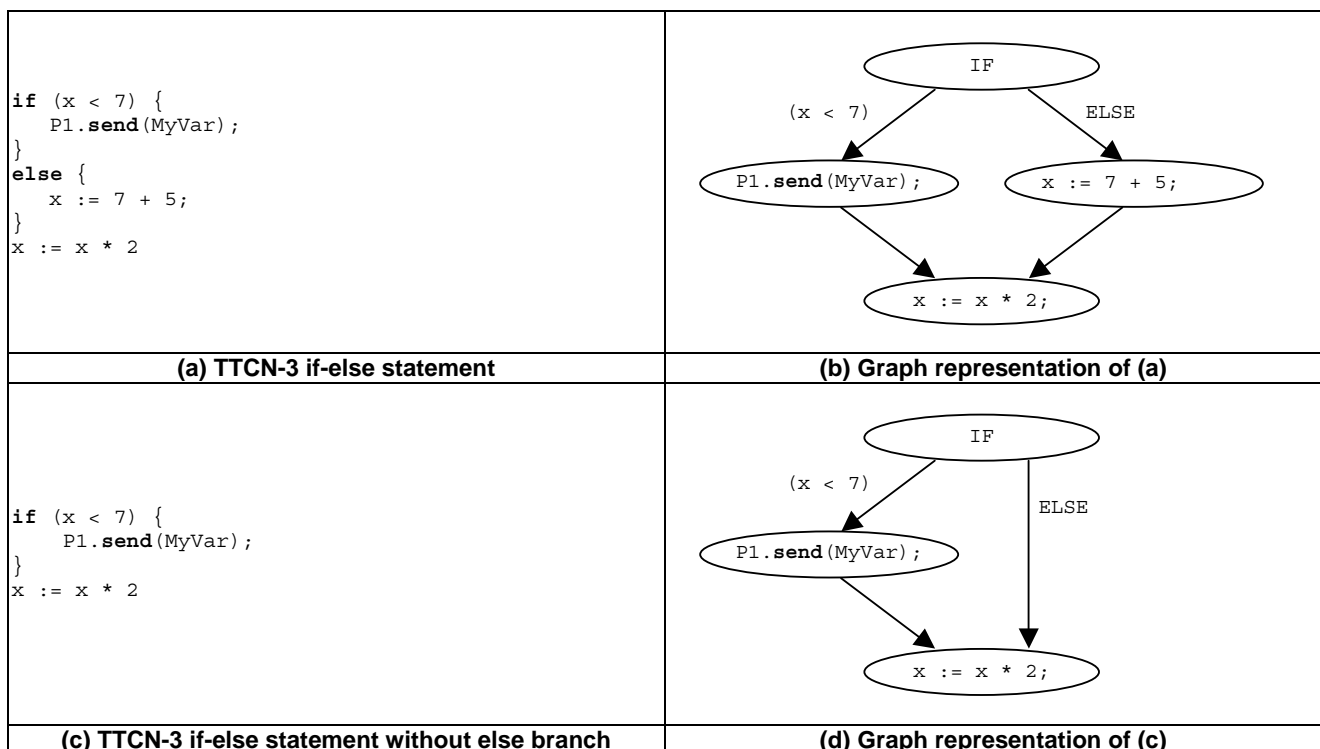 if (x < 7) {
P1.send(MyVar);
}
else {
x := 7 + 5;
}
x := x * 2
IF
(x < 7)
ELSE
P1.send(MyVar);
x := 7 + 5;
x := x * 2;
(a) TTCN-3 if-else statement
(b) Graph representation of (a)
if (x < 7) {
P1.send(MyVar);
}
x := x * 2
IF
(x < 7)
ELSE
P1.send(MyVar);
x := x * 2;
(c) TTCN-3 if-else statement without else branch
(d) Graph representation of (c)